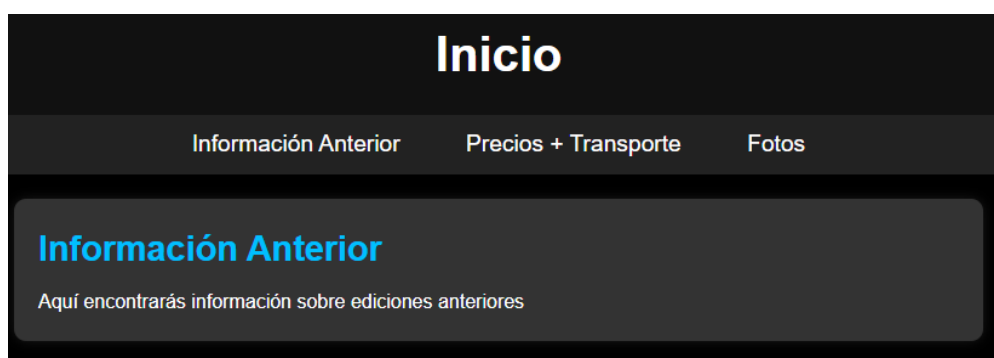 Inicio
Información Anterior Precios + Transporte Fotos
Información Anterior
Aquí encontrarás información sobre ediciones anteriores